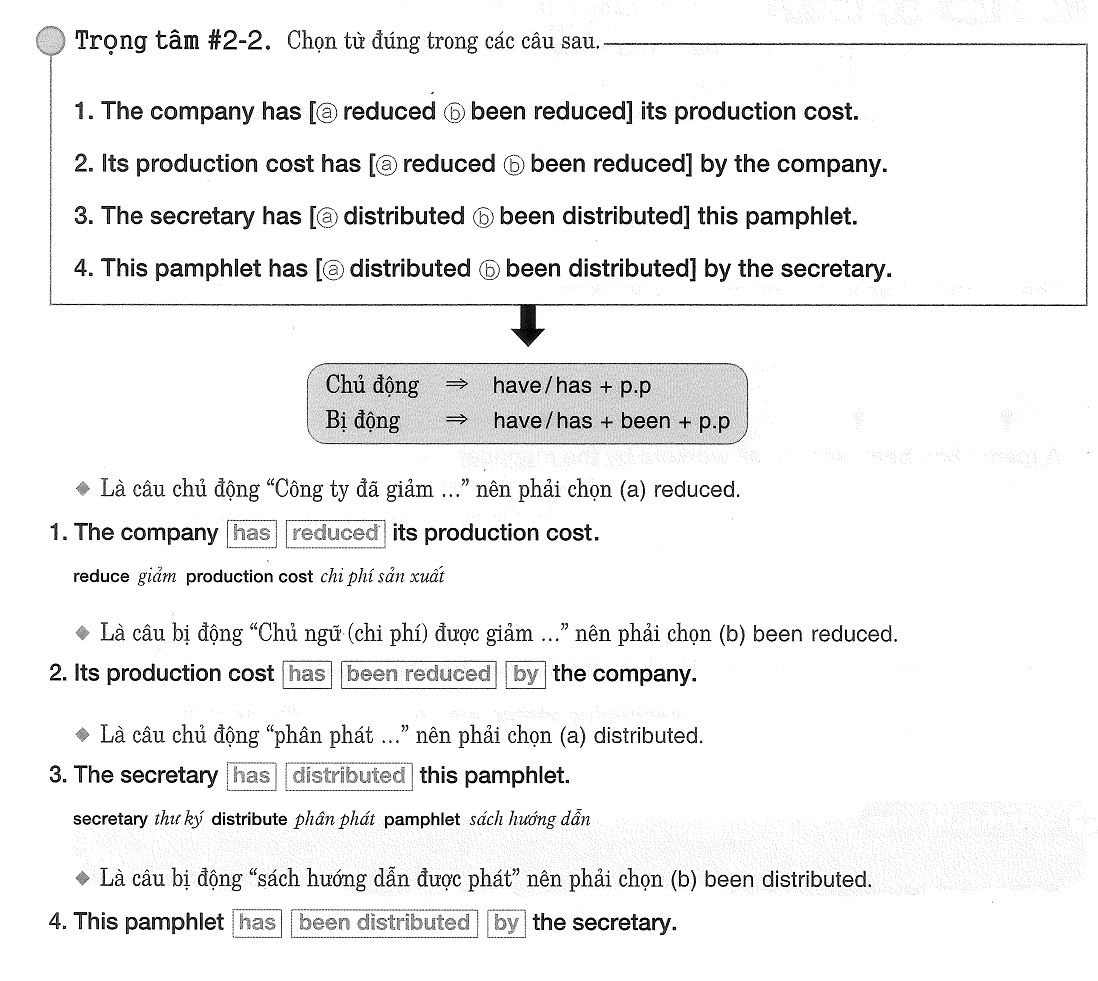 Trọng tâm #2-2. Chọn từ đúng trong các câu sau.
1. The company has [ⓐ reduced ⓑ been reduced] its production cost.
2. Its production cost has [ⓐ reduced ⓑ been reduced] by the company.
3. The secretary has [ⓐ distributed ⓑ been distributed] this pamphlet.
4. This pamphlet has [ⓐ distributed ⓑ been distributed] by the secretary.
Chủ động ⇒ have/has + p.p
Bị động ⇒ have/has + been + p.p
◆ Là câu chủ động “Công ty đã giảm ...” nên phải chọn (a) reduced.
1. The company has reduced its production cost.
reduce giảm production cost chi phí sản xuất
◆ Là câu bị động “Chủ ngữ (chi phí) được giảm ...” nên phải chọn (b) been reduced.
2. Its production cost has been reduced by the company.
◆ Là câu chủ động “phân phát ...” nên phải chọn (a) distributed.
3. The secretary has distributed this pamphlet.
secretary thư ký distribute phân phát pamphlet sách hướng dẫn
◆ Là câu bị động “sách hướng dẫn được phát” nên phải chọn (b) been distributed.
4. This pamphlet has been distributed by the secretary.